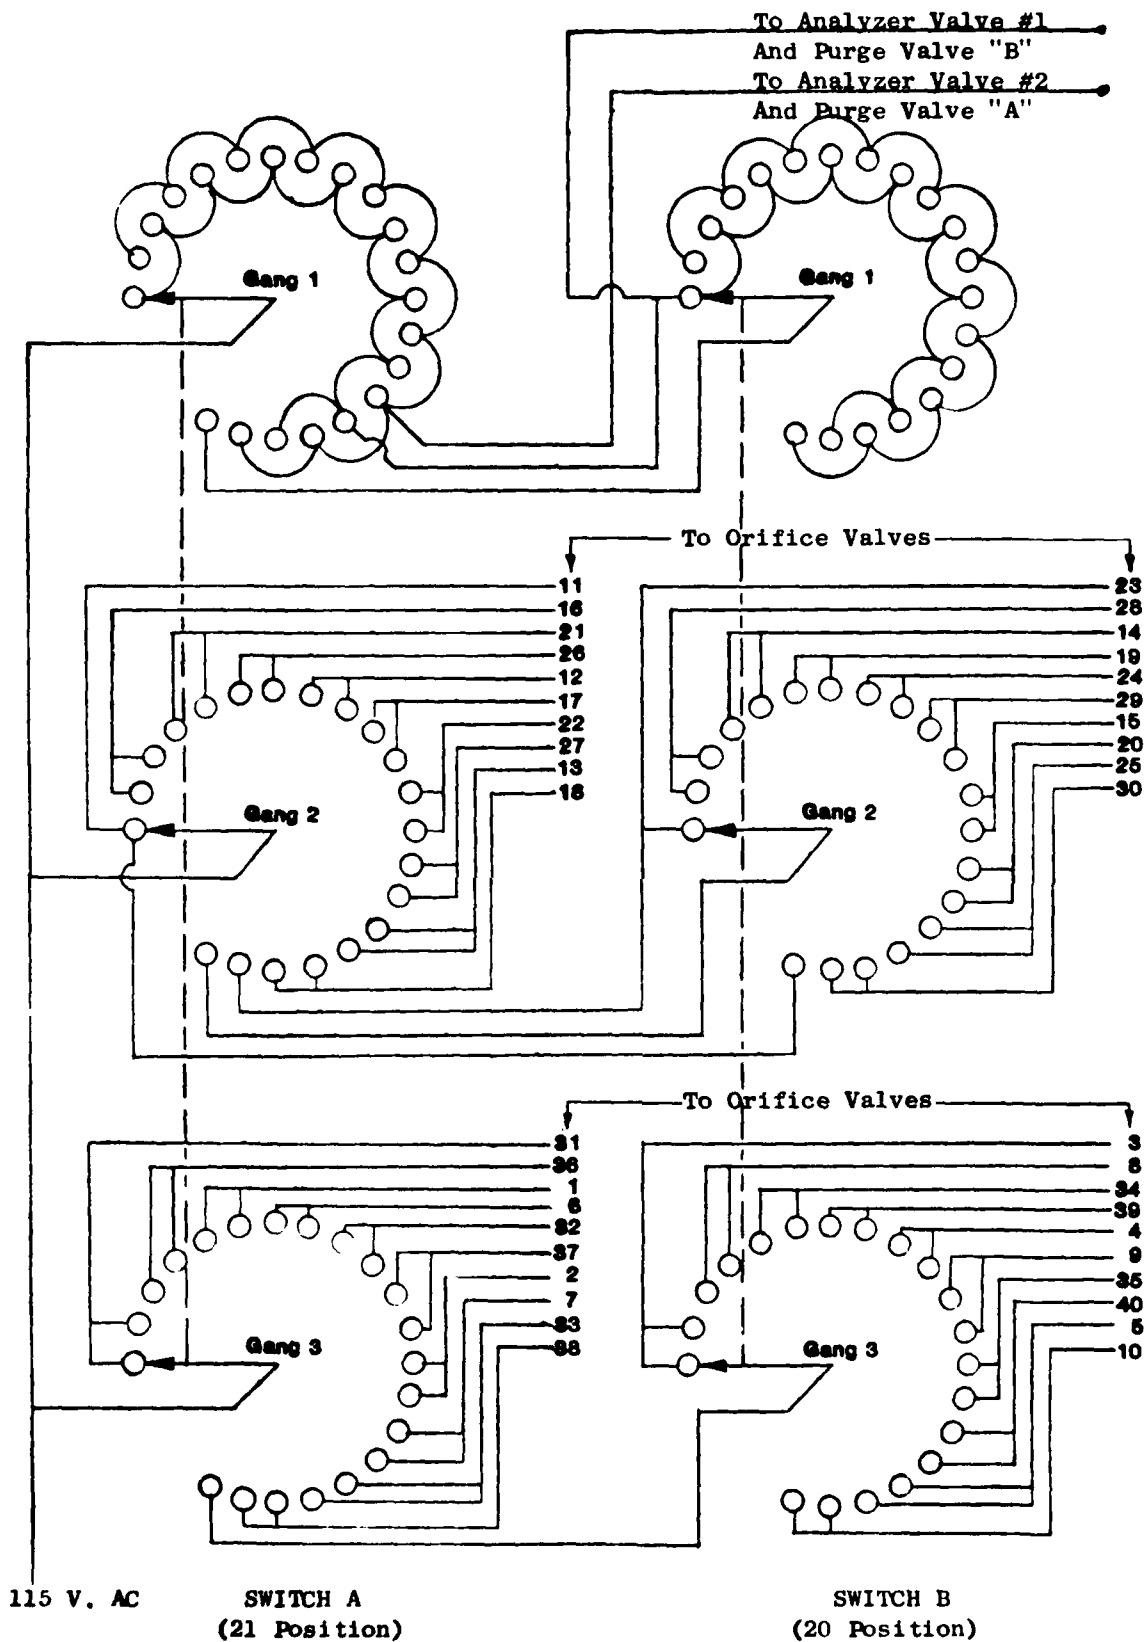 To Analyzer Valve #1
And Purge Valve "B"
To Analyzer Valve #2
And Purge Valve "A"
Gang 1
Gang 1
To Orifice Valves
11
16
21
26
12
17
22
27
13
18
23
28
14
19
24
29
15
20
25
30
Gang 2
Gang 2
To Orifice Valves
31
36
1
6
32
37
2
7
33
38
3
8
34
39
4
9
35
40
5
10
Gang 3
Gang 3
115 V. AC
SWITCH A
(21 Position)
SWITCH B
(20 Position)